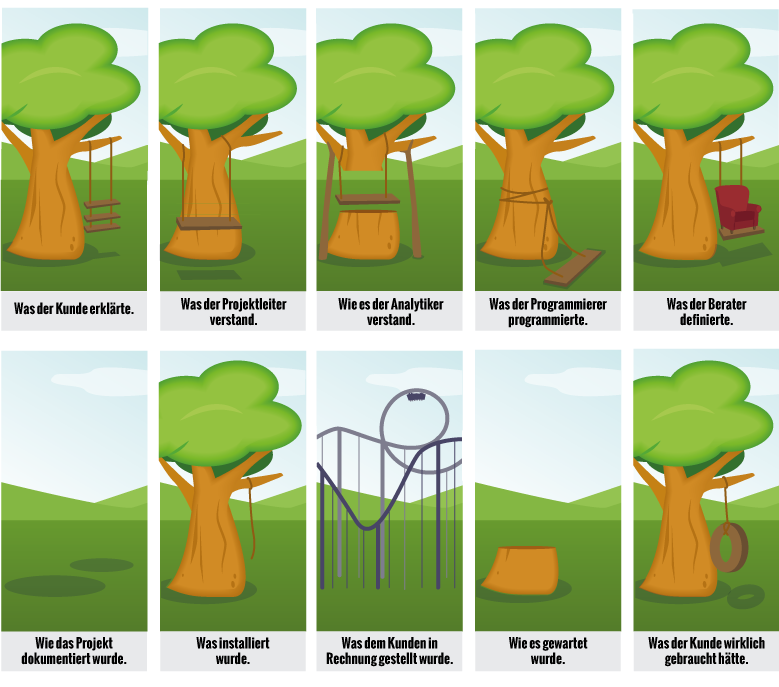 Was der Kunde erklärte.
Was der Projektleiter
verstand.
Wie es der Analytiker
verstand.
Was der Programmierer
programmierte.
Was der Berater
definierte.
Wie das Projekt
dokumentiert wurde.
Was installiert
wurde.
Was dem Kunden in
Rechnung gestellt wurde.
Wie es gewartet
wurde.
Was der Kunde wirklich
gebraucht hätte.